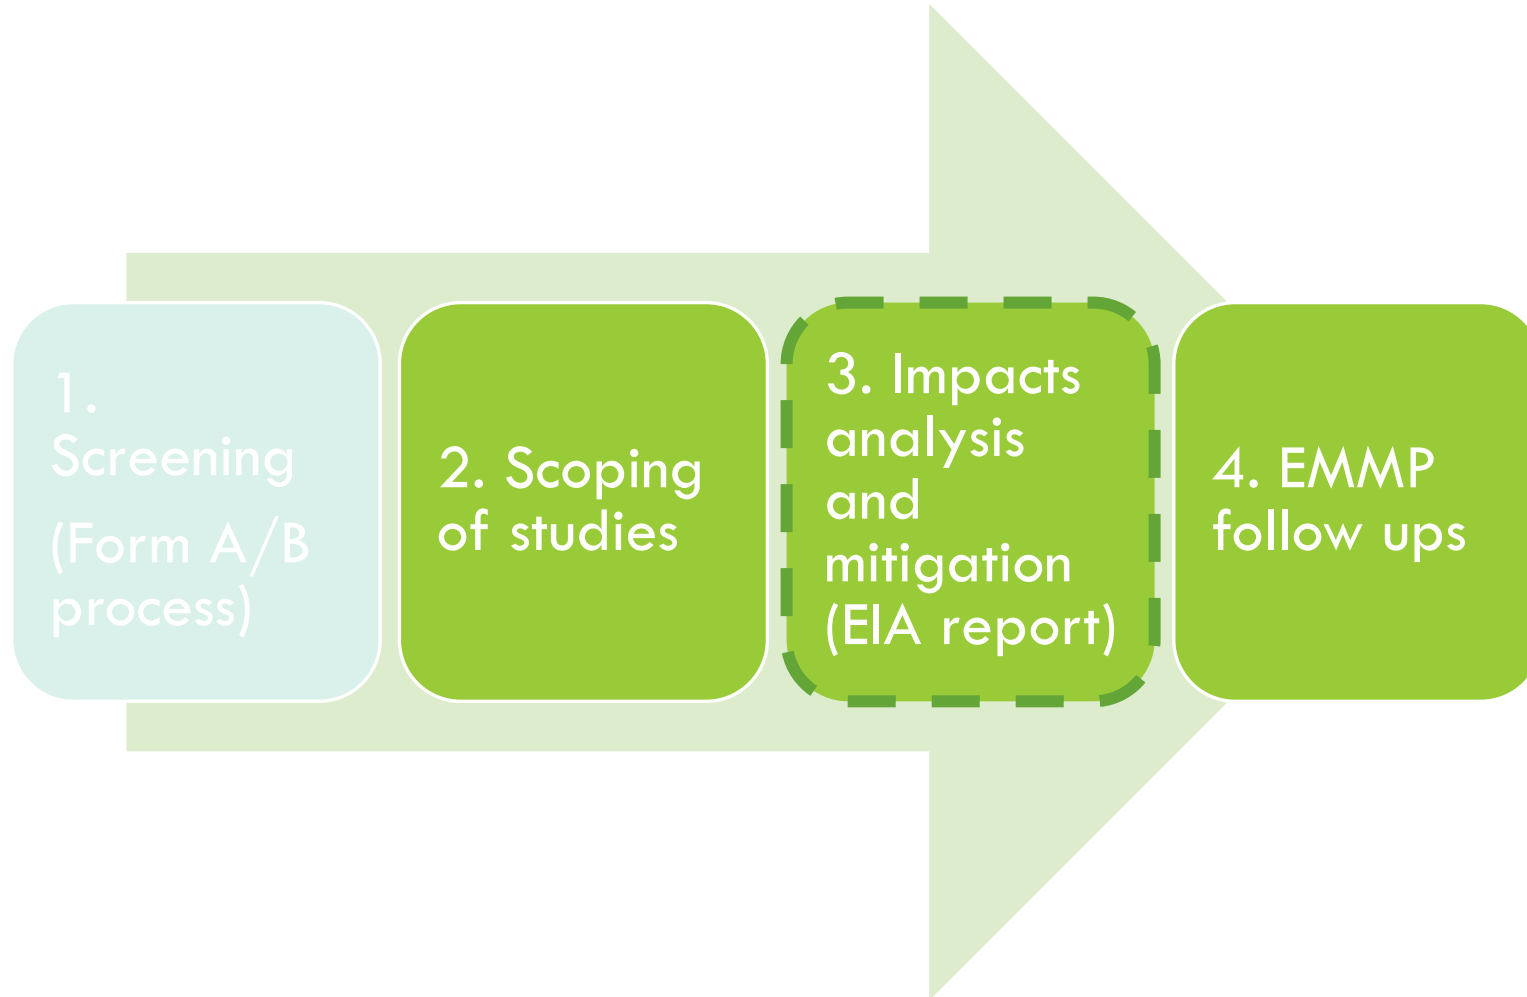 1.
Screening
(Form A/B
process)
2. Scoping
of studies
3. Impacts
analysis
and
mitigation
(EIA report)
4. EMMP
follow ups